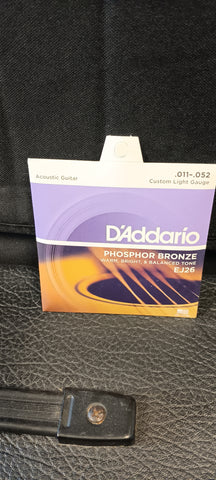 Acoustic Guitar
.011-.052
Custom Light Gauge
D'Addario
PHOSPHOR BRONZE
WARM, BRIGHT, & BALANCED TONE
EJ26